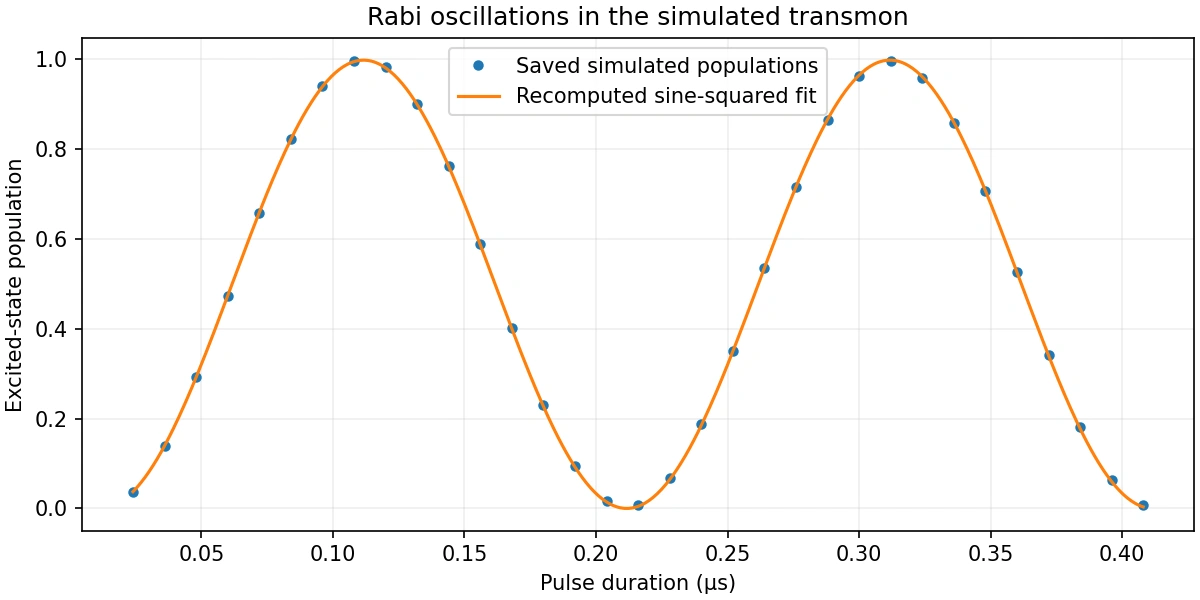 Rabi oscillations in the simulated transmon
Saved simulated populations
Recomputed sine-squared fit
Excited-state population
1.0
0.8
0.6
0.4
0.2
0.0
0.05 0.10 0.15 0.20 0.25 0.30 0.35 0.40
Pulse duration (μs)